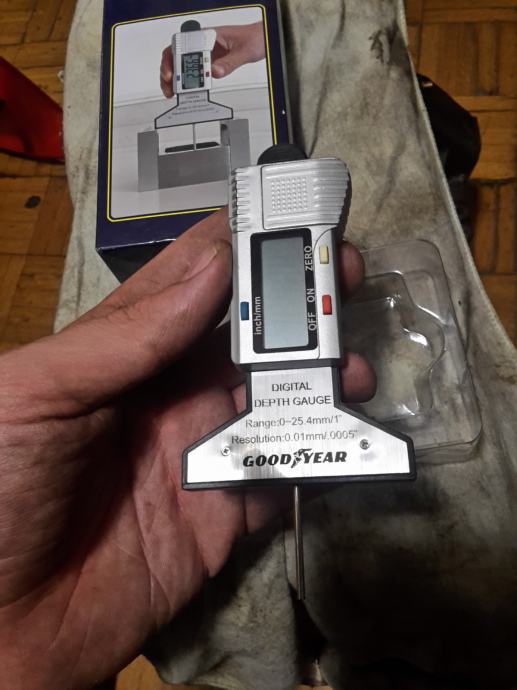 ZERO
OFF ON
inch/mm
DIGITAL
DEPTH GAUGE
Range:0~25.4mm/1"
Resolution:0.01mm/.0005"
GOODYEAR